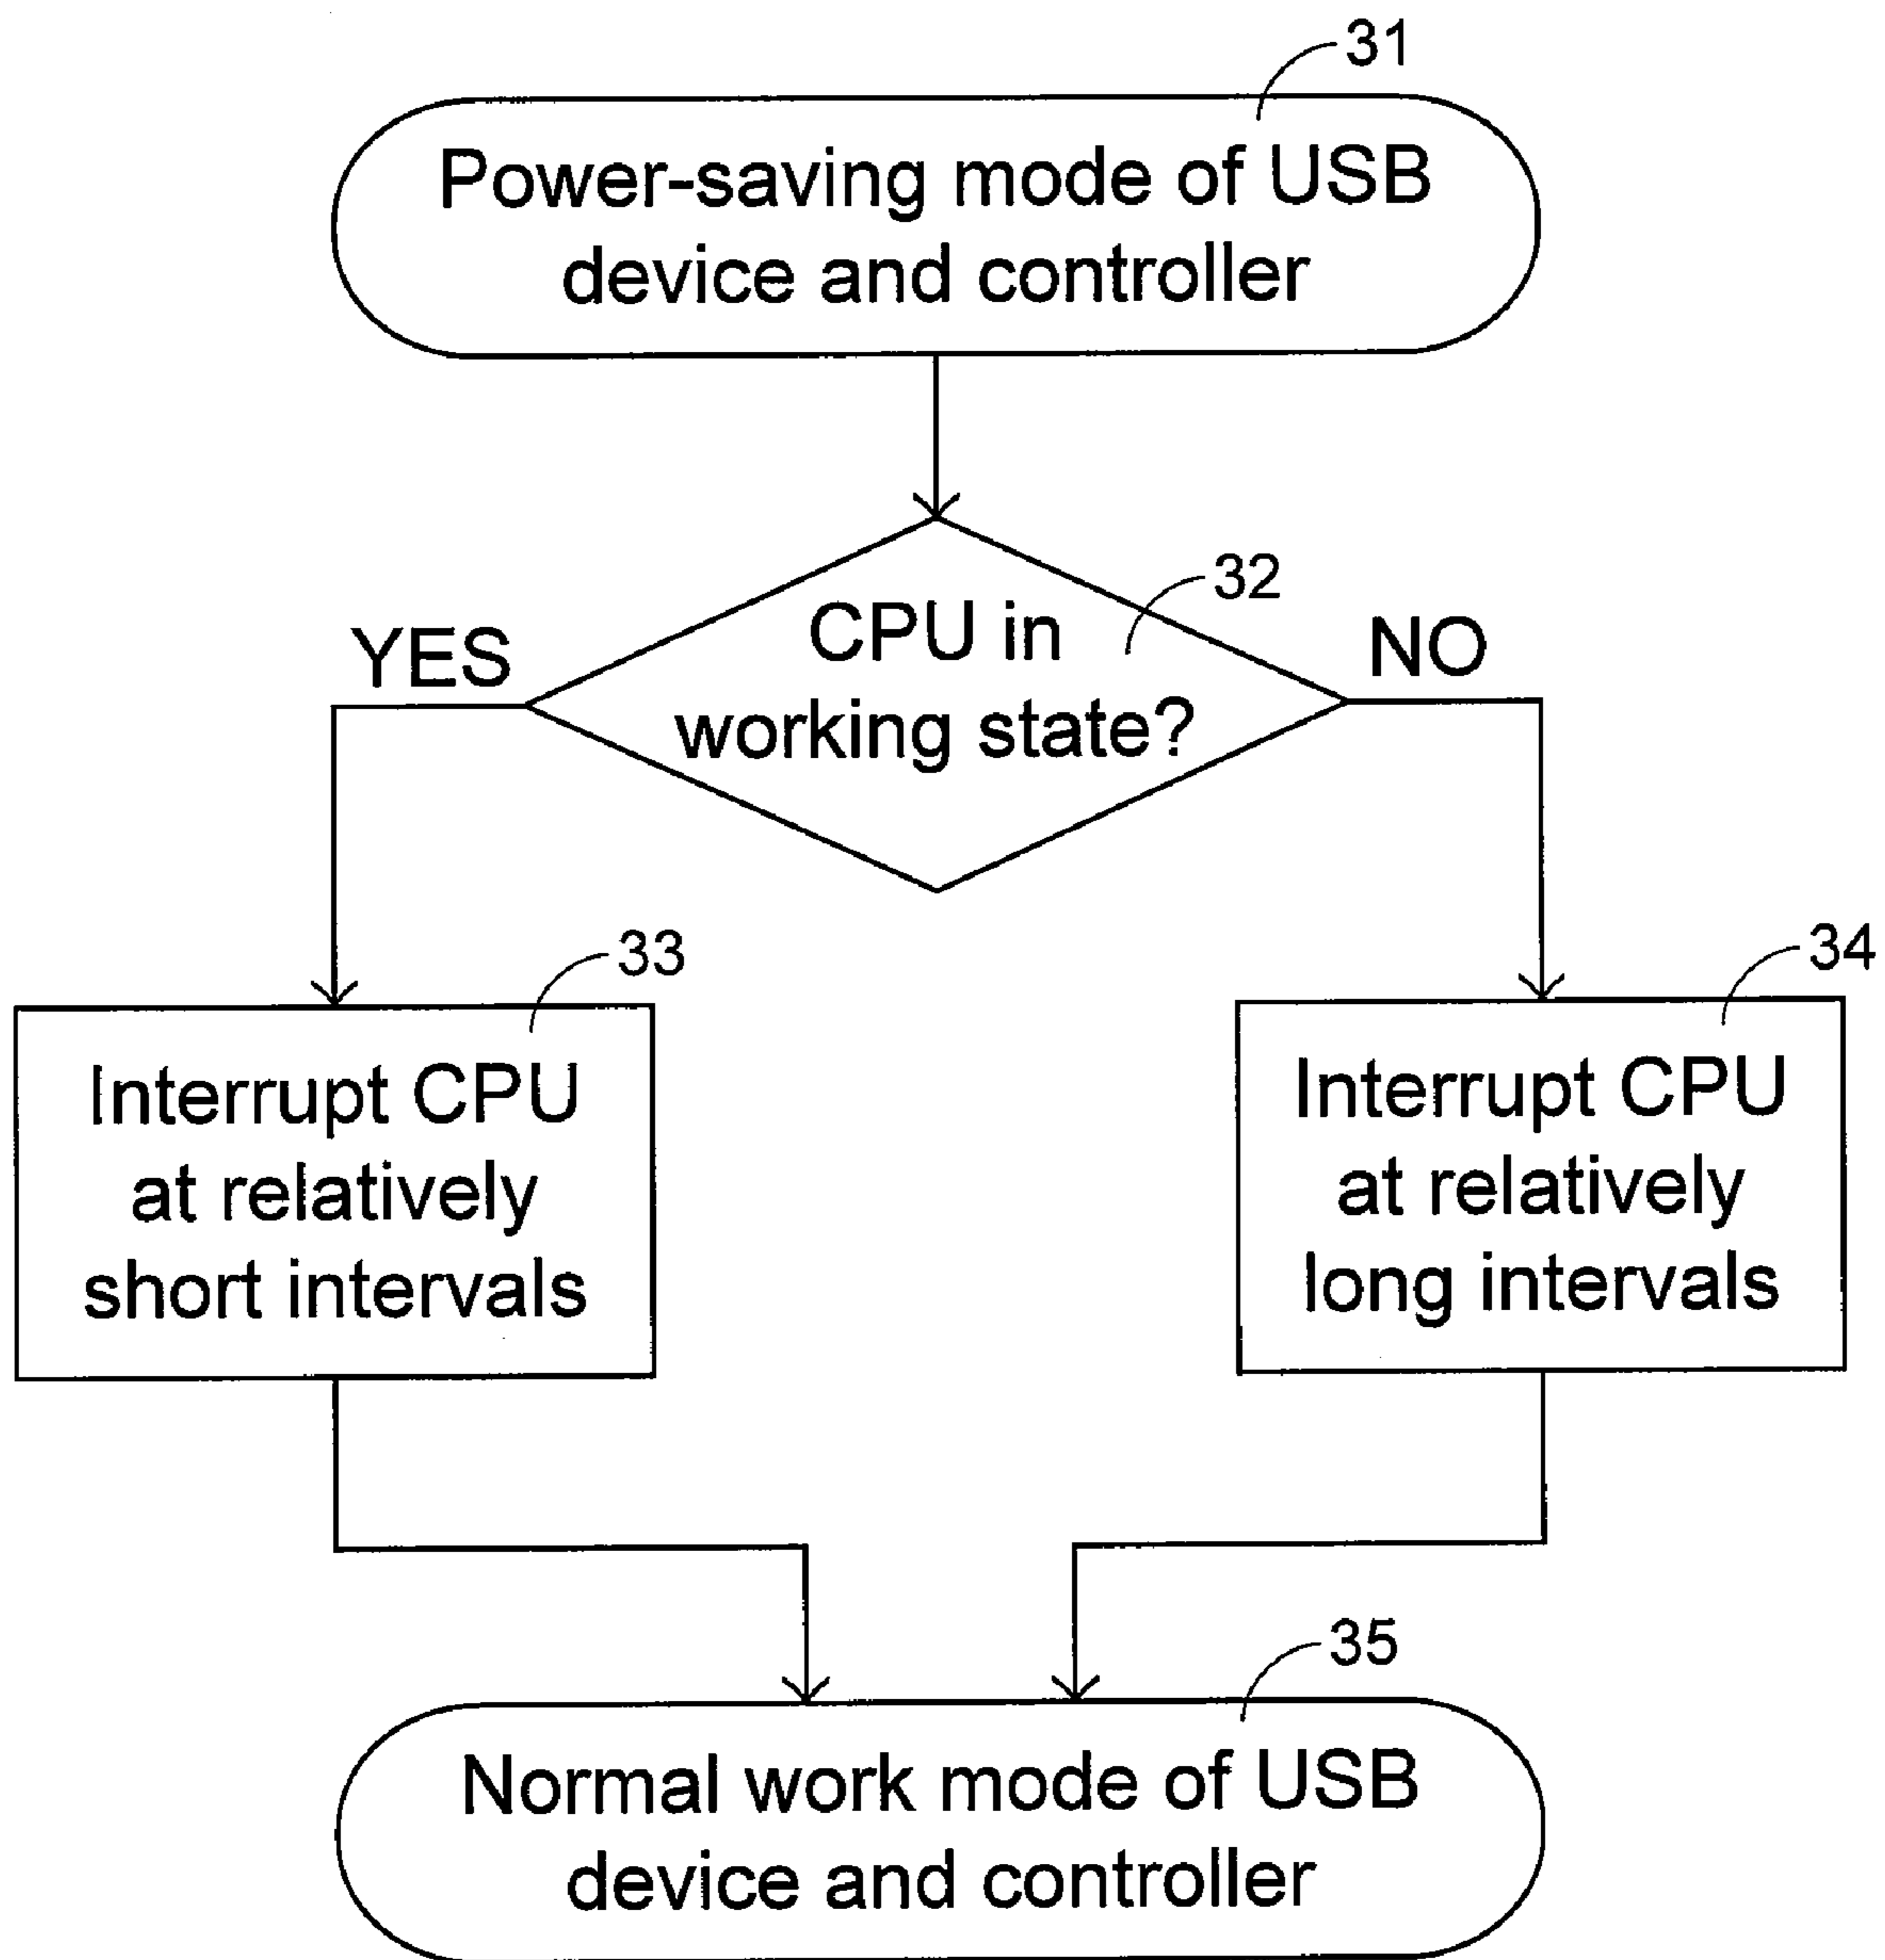 31
Power-saving mode of USB
device and controller
32
YES
CPU in
working state?
NO
33
Interrupt CPU
at relatively
short intervals
34
Interrupt CPU
at relatively
long intervals
35
Normal work mode of USB
device and controller